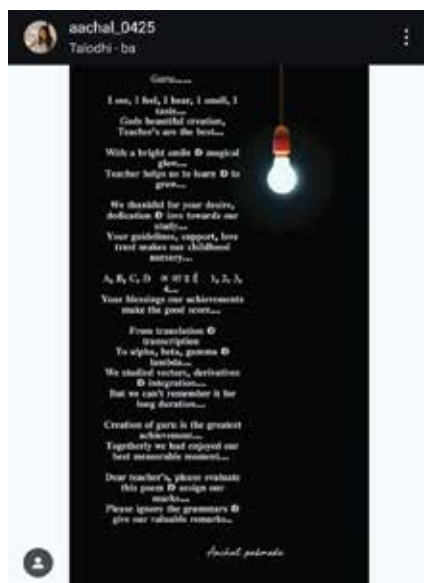 aachal_0425
Talodhi - ba
Guru......
I see, I feel, I hear, I smell, I
taste....
Gods beautiful creation,
Teacher's are the best....
With a bright smile & magical
glow....
Teacher helps us to learn & to
grow....
We thankful for your desire,
dedication & love towards our
study....
Your guidelines, support, love
trust makes our childhood
nursery....
A, B, C, D 1, 2, 3,
4....
Your blessings our achievements
make the good score....
From translation &
transcription
To alpha, beta, gamma &
lambda....
We studied vectors, derivatives
& integration....
But we can't remember it for
long duration....
Creation of guru is the greatest
achievement....
Togetherly we had enjoyed our
best memorable moment....
Dear teacher's, please evaluate
this poem & assign our
marks....
Please ignore the grammars &
give our valuable remarks..